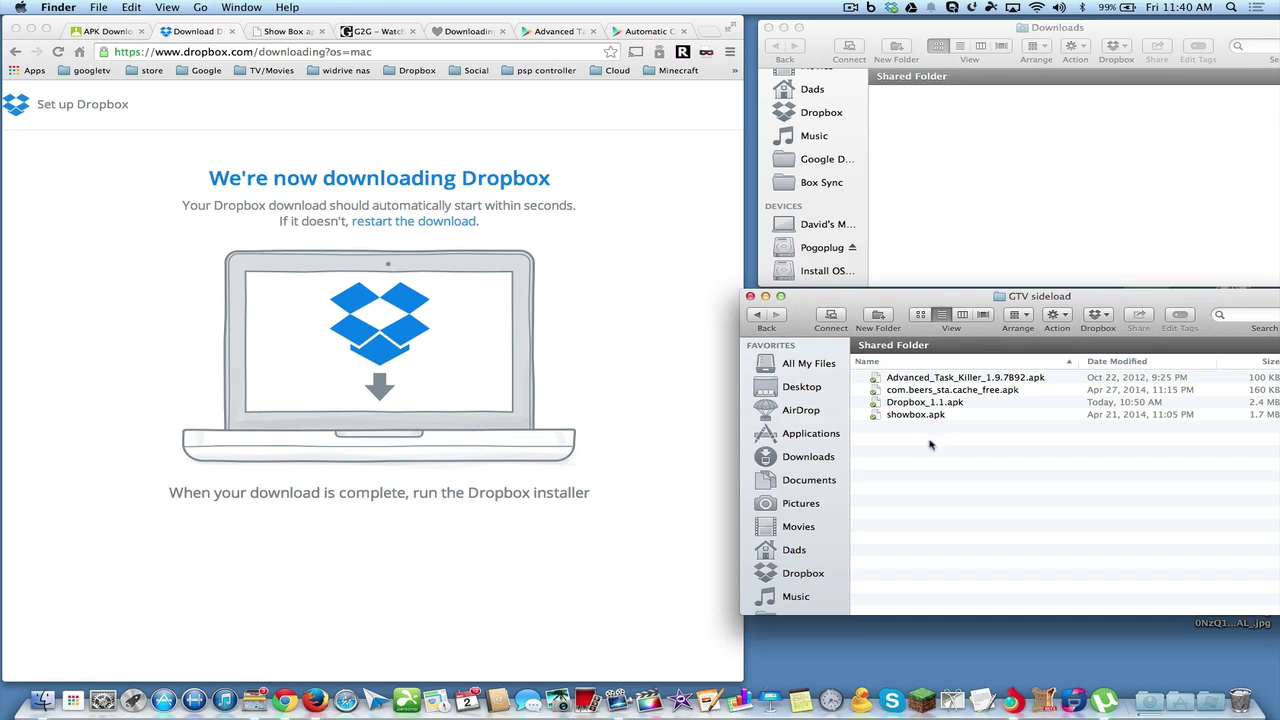 Finder File Edit View Go Window Help 2 99% Fri 11:40 AM
APK Downlo Download D Show Box ap G2G – Watch Downloading Advanced Ta Automatic C
https://www.dropbox.com/downloading?os=mac
Apps googletv store Google TV/Movies widrive nas Dropbox Social psp controller Cloud Minecraft »
Set up Dropbox
We're now downloading Dropbox
Your Dropbox download should automatically start within seconds.
If it doesn't, restart the download.
When your download is complete, run the Dropbox installer
Downloads
Back Connect New Folder View Arrange Action Dropbox Share Edit Tags
Shared Folder
Dads
Dropbox
Music
Google D...
Box Sync
DEVICES
David's M...
Pogoplug
Install OS...
GTV sideload
Back Connect New Folder View Arrange Action Dropbox Share Edit Tags Search
FAVORITES
All My Files
Desktop
AirDrop
Applications
Downloads
Documents
Pictures
Movies
Dads
Dropbox
Music
Shared Folder
Name Date Modified Size
Advanced_Task_Killer_1.9.7B92.apk Oct 22, 2012, 9:25 PM 100 KB
com.beers_sta.cache_free.apk Apr 27, 2014, 11:15 PM 160 KB
Dropbox_1.1.apk Today, 10:50 AM 2.4 MB
showbox.apk Apr 21, 2014, 11:05 PM 1.7 MB
0NzQ1...AL_.jpg